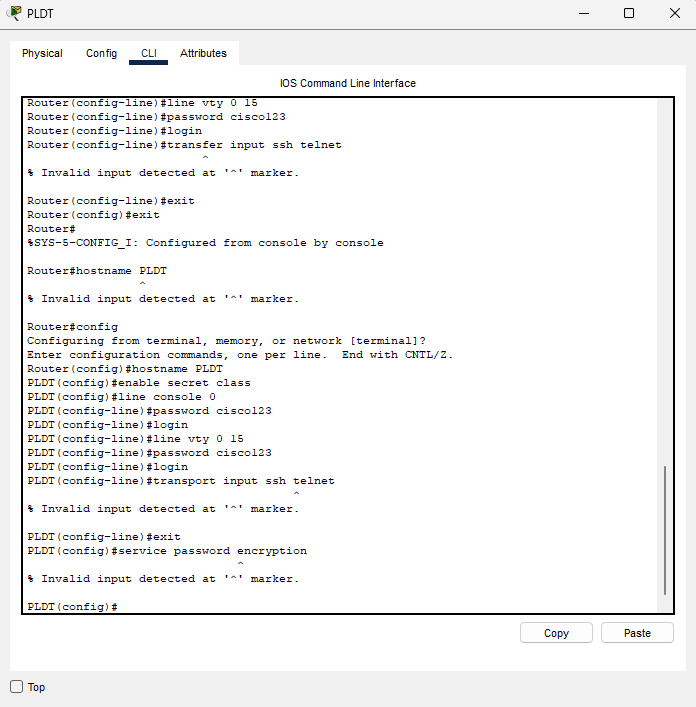 PLDT
Physical Config CLI Attributes
IOS Command Line Interface
Router(config-line)#line vty 0 15
Router(config-line)#password cisco123
Router(config-line)#login
Router(config-line)#transfer input ssh telnet
^
% Invalid input detected at '^' marker.
Router(config-line)#exit
Router(config)#exit
Router#
%SYS-5-CONFIG_I: Configured from console by console
Router#hostname PLDT
^
% Invalid input detected at '^' marker.
Router#config
Configuring from terminal, memory, or network [terminal]?
Enter configuration commands, one per line.  End with CNTL/Z.
Router(config)#hostname PLDT
PLDT(config)#enable secret class
PLDT(config)#line console 0
PLDT(config-line)#password cisco123
PLDT(config-line)#login
PLDT(config-line)#line vty 0 15
PLDT(config-line)#password cisco123
PLDT(config-line)#login
PLDT(config-line)#transport input ssh telnet
^
% Invalid input detected at '^' marker.
PLDT(config-line)#exit
PLDT(config)#service password encryption
^
% Invalid input detected at '^' marker.
PLDT(config)#
Copy Paste
Top